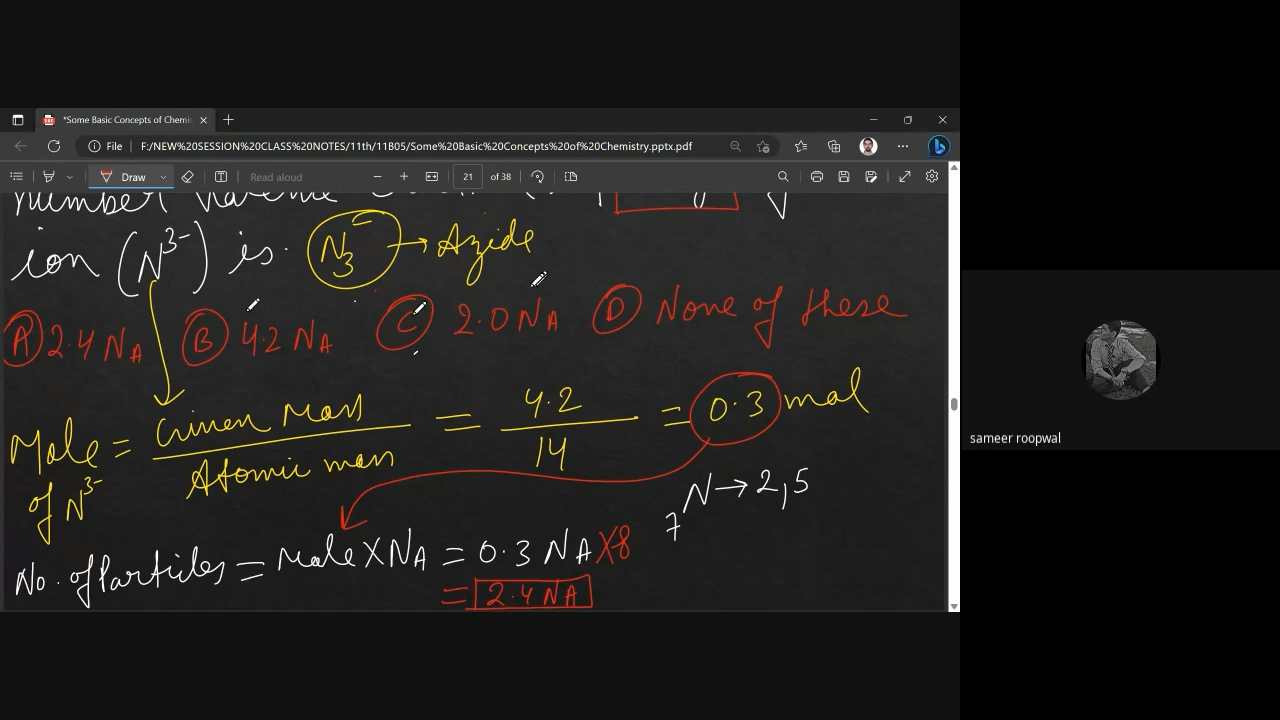 *Some Basic Concepts of Chemis
File F:/NEW%20SESSION%20CLASS%20NOTES/11th/11B05/Some%20Basic%20Concepts%20of%20Chemistry.pptx.pdf
Draw Read aloud 21 of 38
number
ion (N³⁻) is. N₃⁻ → Azide
A 2.4 NA B 4.2 NA C 2.0 NA D None of these
Mole of N³⁻ = Given Mass / Atomic mass = 4.2 / 14 = 0.3 mol
₇N → 2,5
No. of Particles = Mole X NA = 0.3 NA X8
= 2.4 NA
sameer roopwal